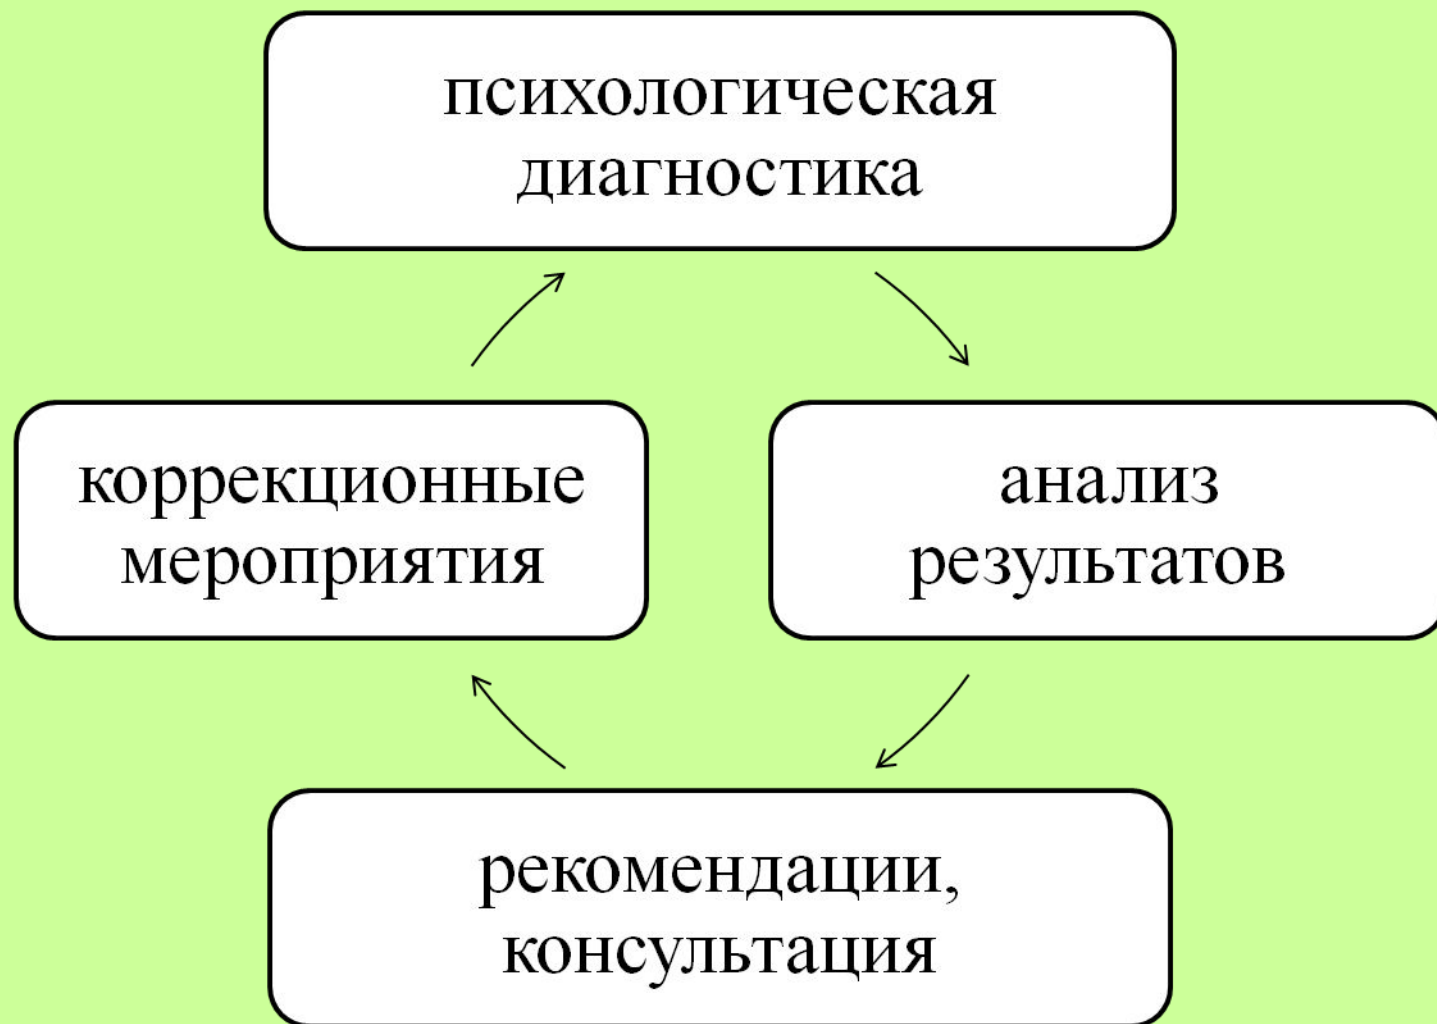 психологическая
диагностика
коррекционные
мероприятия
анализ
результатов
рекомендации,
консультация